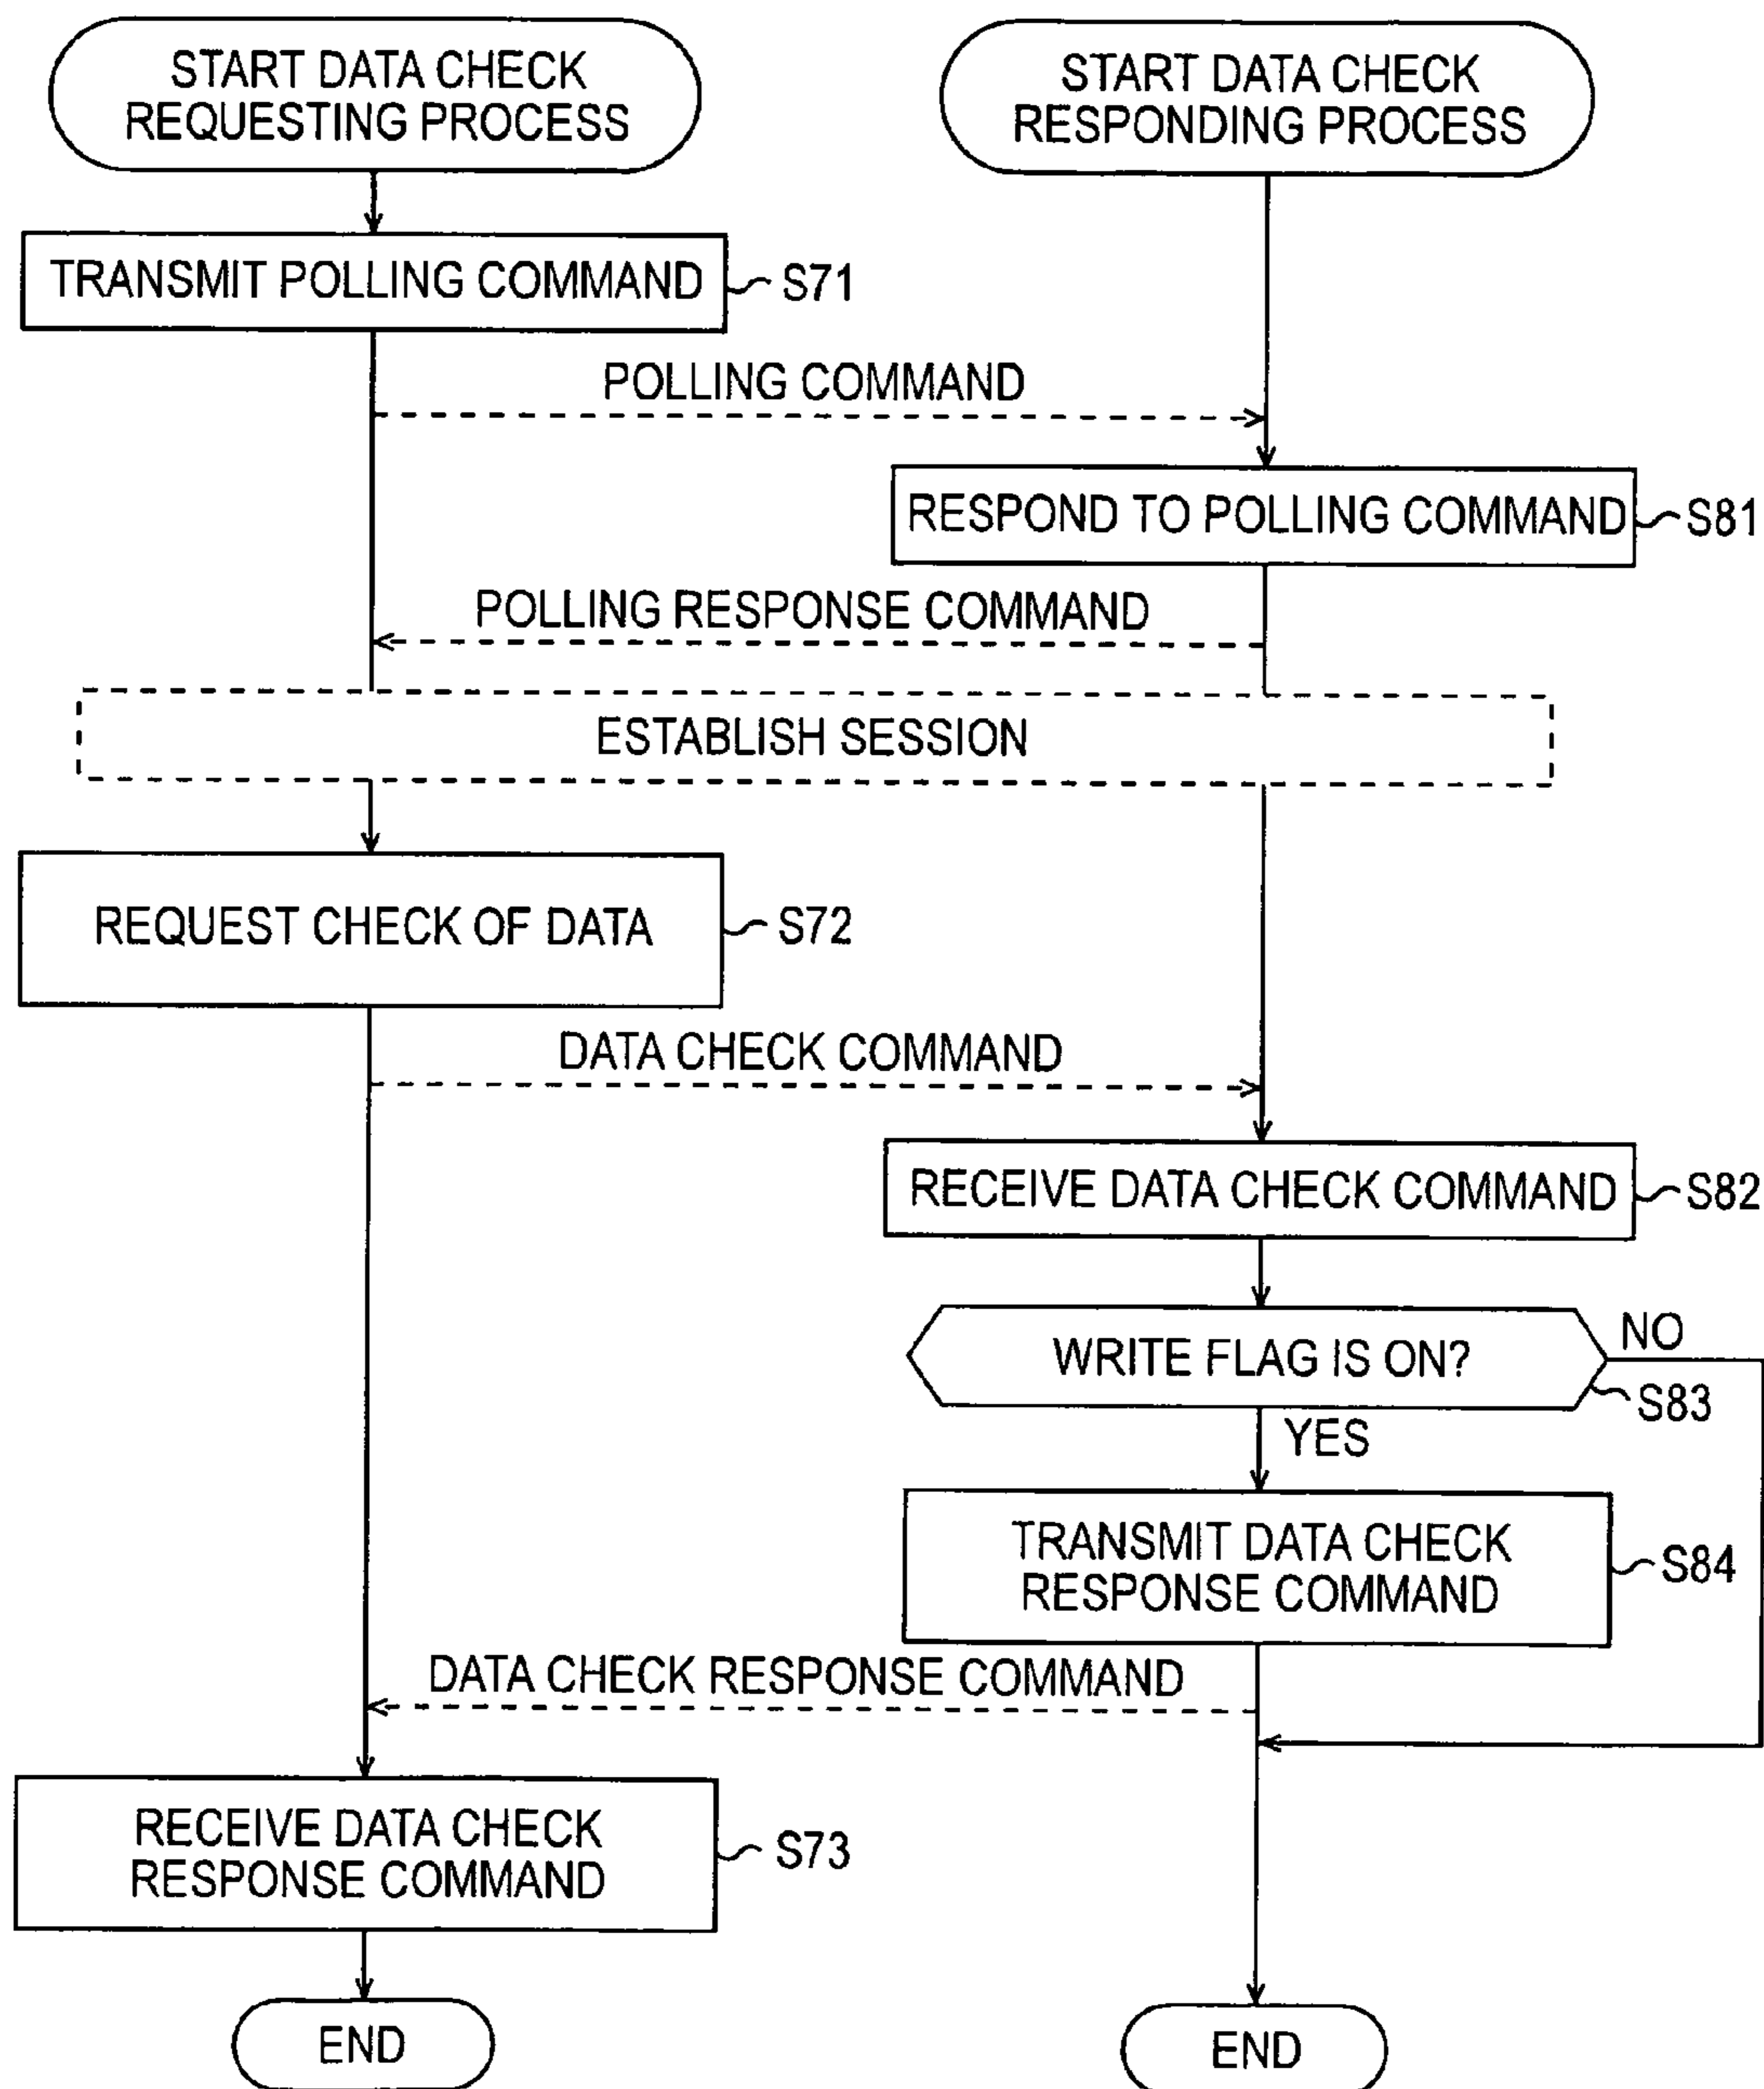 START DATA CHECK
REQUESTING PROCESS
START DATA CHECK
RESPONDING PROCESS
TRANSMIT POLLING COMMAND
S71
POLLING COMMAND
RESPOND TO POLLING COMMAND
S81
POLLING RESPONSE COMMAND
ESTABLISH SESSION
REQUEST CHECK OF DATA
S72
DATA CHECK COMMAND
RECEIVE DATA CHECK COMMAND
S82
WRITE FLAG IS ON?
NO
S83
YES
TRANSMIT DATA CHECK
RESPONSE COMMAND
S84
DATA CHECK RESPONSE COMMAND
RECEIVE DATA CHECK
RESPONSE COMMAND
S73
END
END